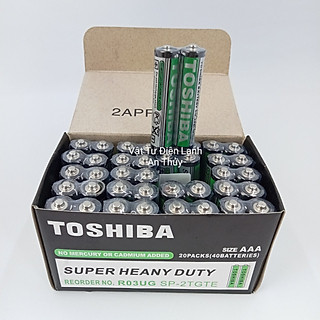 2APP
TOSHIBA
Vật Tư Điện Lạnh
An Thủy
TOSHIBA
SIZE AAA
NO MERCURY OR CADMIUM ADDED
20PACKS(40BATTERIES)
SUPER HEAVY DUTY
REORDER NO. R03UG SP-2TGTE